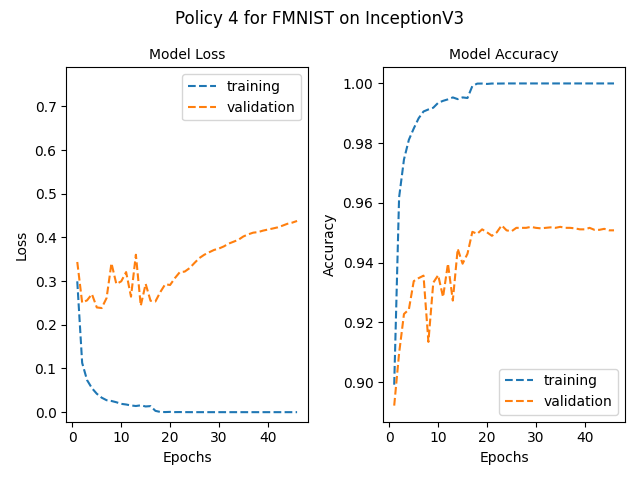 Policy 4 for FMNIST on InceptionV3
Model Loss
training
validation
0.7
0.6
0.5
0.4
0.3
0.2
0.1
0.0
Loss
0 10 20 30 40
Epochs
Model Accuracy
1.00
0.98
0.96
0.94
0.92
0.90
Accuracy
training
validation
0 10 20 30 40
Epochs